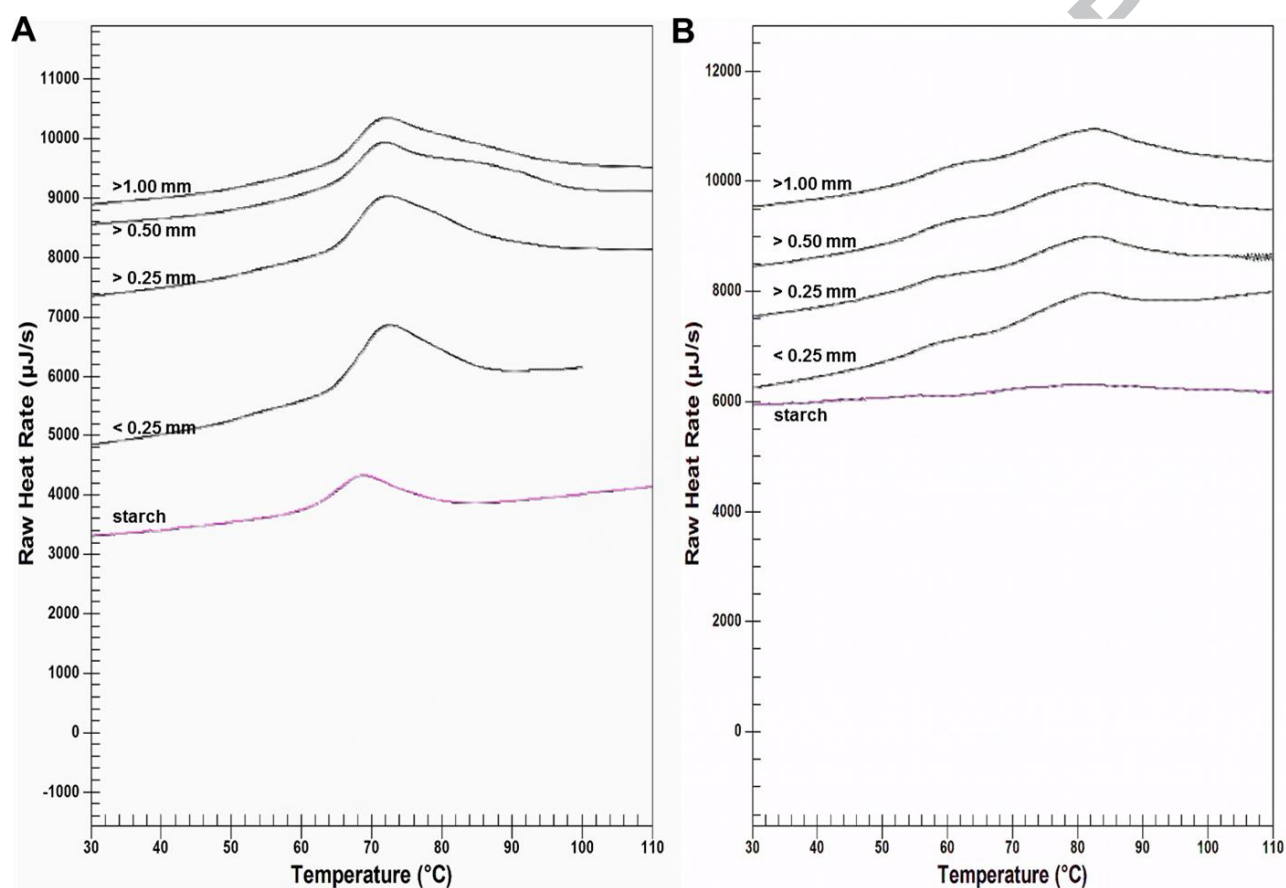 A
11000
10000
9000
8000
7000
6000
5000
4000
3000
2000
1000
0
-1000
>1.00 mm
> 0.50 mm
> 0.25 mm
< 0.25 mm
starch
Raw Heat Rate (µJ/s)
30 40 50 60 70 80 90 100 110
Temperature (°C)
B
12000
10000
8000
6000
4000
2000
0
>1.00 mm
> 0.50 mm
> 0.25 mm
< 0.25 mm
starch
Raw Heat Rate (µJ/s)
30 40 50 60 70 80 90 100 110
Temperature (°C)